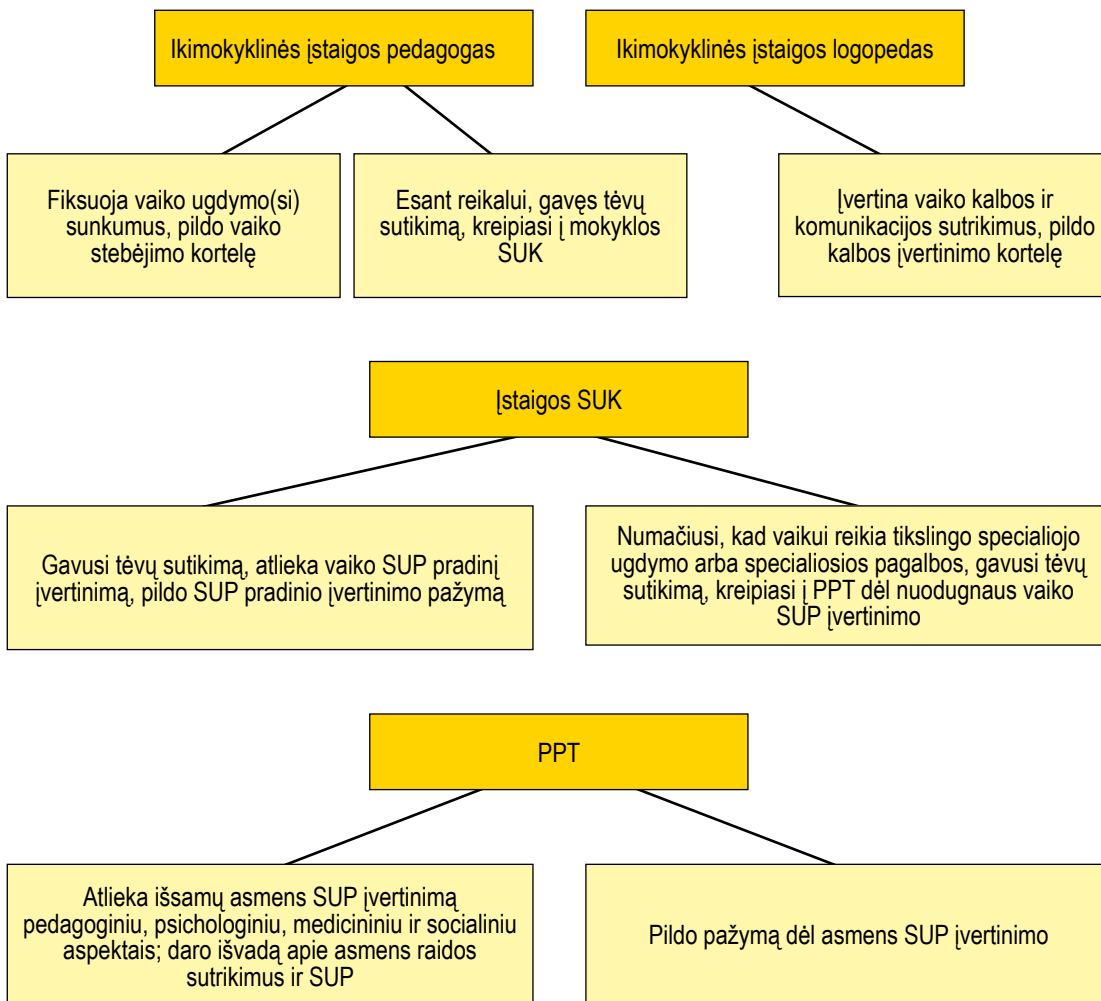 Ikimokyklinės įstaigos pedagogas
Ikimokyklinės įstaigos logopedas
Fiksuoja vaiko ugdymo(si)
sunkumus, pildo vaiko
stebėjimo kortelę
Esant reikalui, gavęs tėvų
sutikimą, kreipiasi į mokyklos
SUK
Įvertina vaiko kalbos ir
komunikacijos sutrikimus, pildo
kalbos įvertinimo kortelę
Įstaigos SUK
Gavusi tėvų sutikimą, atlieka vaiko SUP pradinį
įvertinimą, pildo SUP pradinio įvertinimo pažymą
Numačiusi, kad vaikui reikia tikslingo specialiojo
ugdymo arba specialiosios pagalbos, gavusi tėvų
sutikimą, kreipiasi į PPT dėl nuodugnaus vaiko
SUP įvertinimo
PPT
Atlieka išsamų asmens SUP įvertinimą
pedagoginiu, psichologiniu, medicininiu ir socialiniu
aspektais; daro išvadą apie asmens raidos
sutrikimus ir SUP
Pildo pažymą dėl asmens SUP įvertinimo